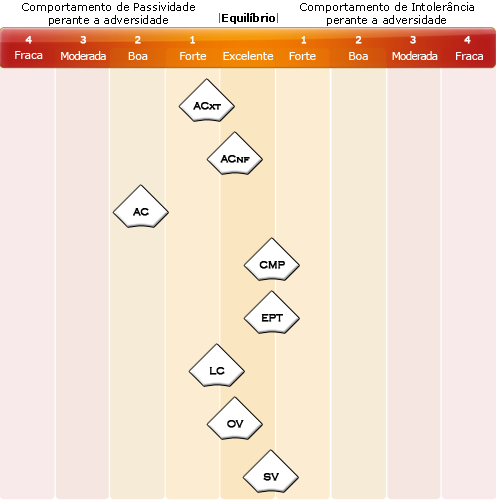 Comportamento de Passividade
perante a adversidade
|Equilíbrio|
Comportamento de Intolerância
perante a adversidade
4 3 2 1 1 2 3 4
Fraca Moderada Boa Forte Excelente Forte Boa Moderada Fraca
ACXT
ACNF
AC
CMP
EPT
LC
OV
SV